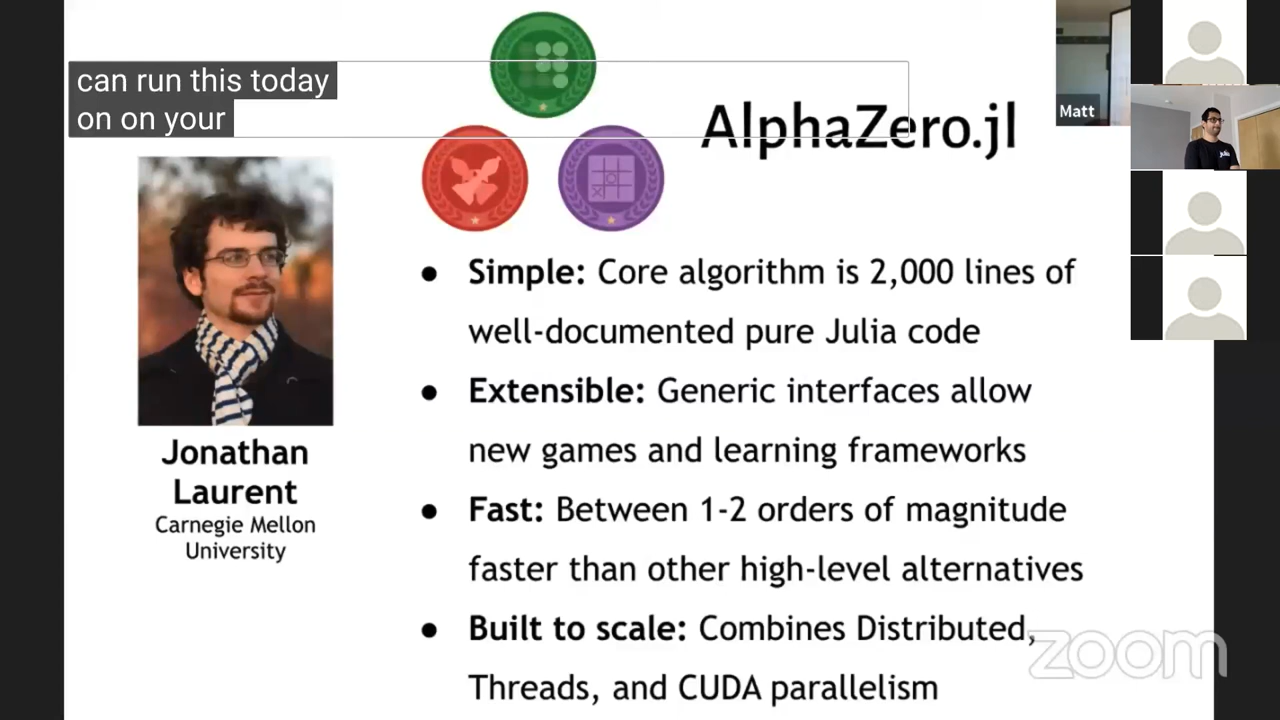 can run this today
on on your
AlphaZero.jl
Matt
julia
Jonathan
Laurent
Carnegie Mellon
University
● Simple: Core algorithm is 2,000 lines of
well-documented pure Julia code
● Extensible: Generic interfaces allow
new games and learning frameworks
● Fast: Between 1-2 orders of magnitude
faster than other high-level alternatives
● Built to scale: Combines Distributed,
Threads, and CUDA parallelism
zoom